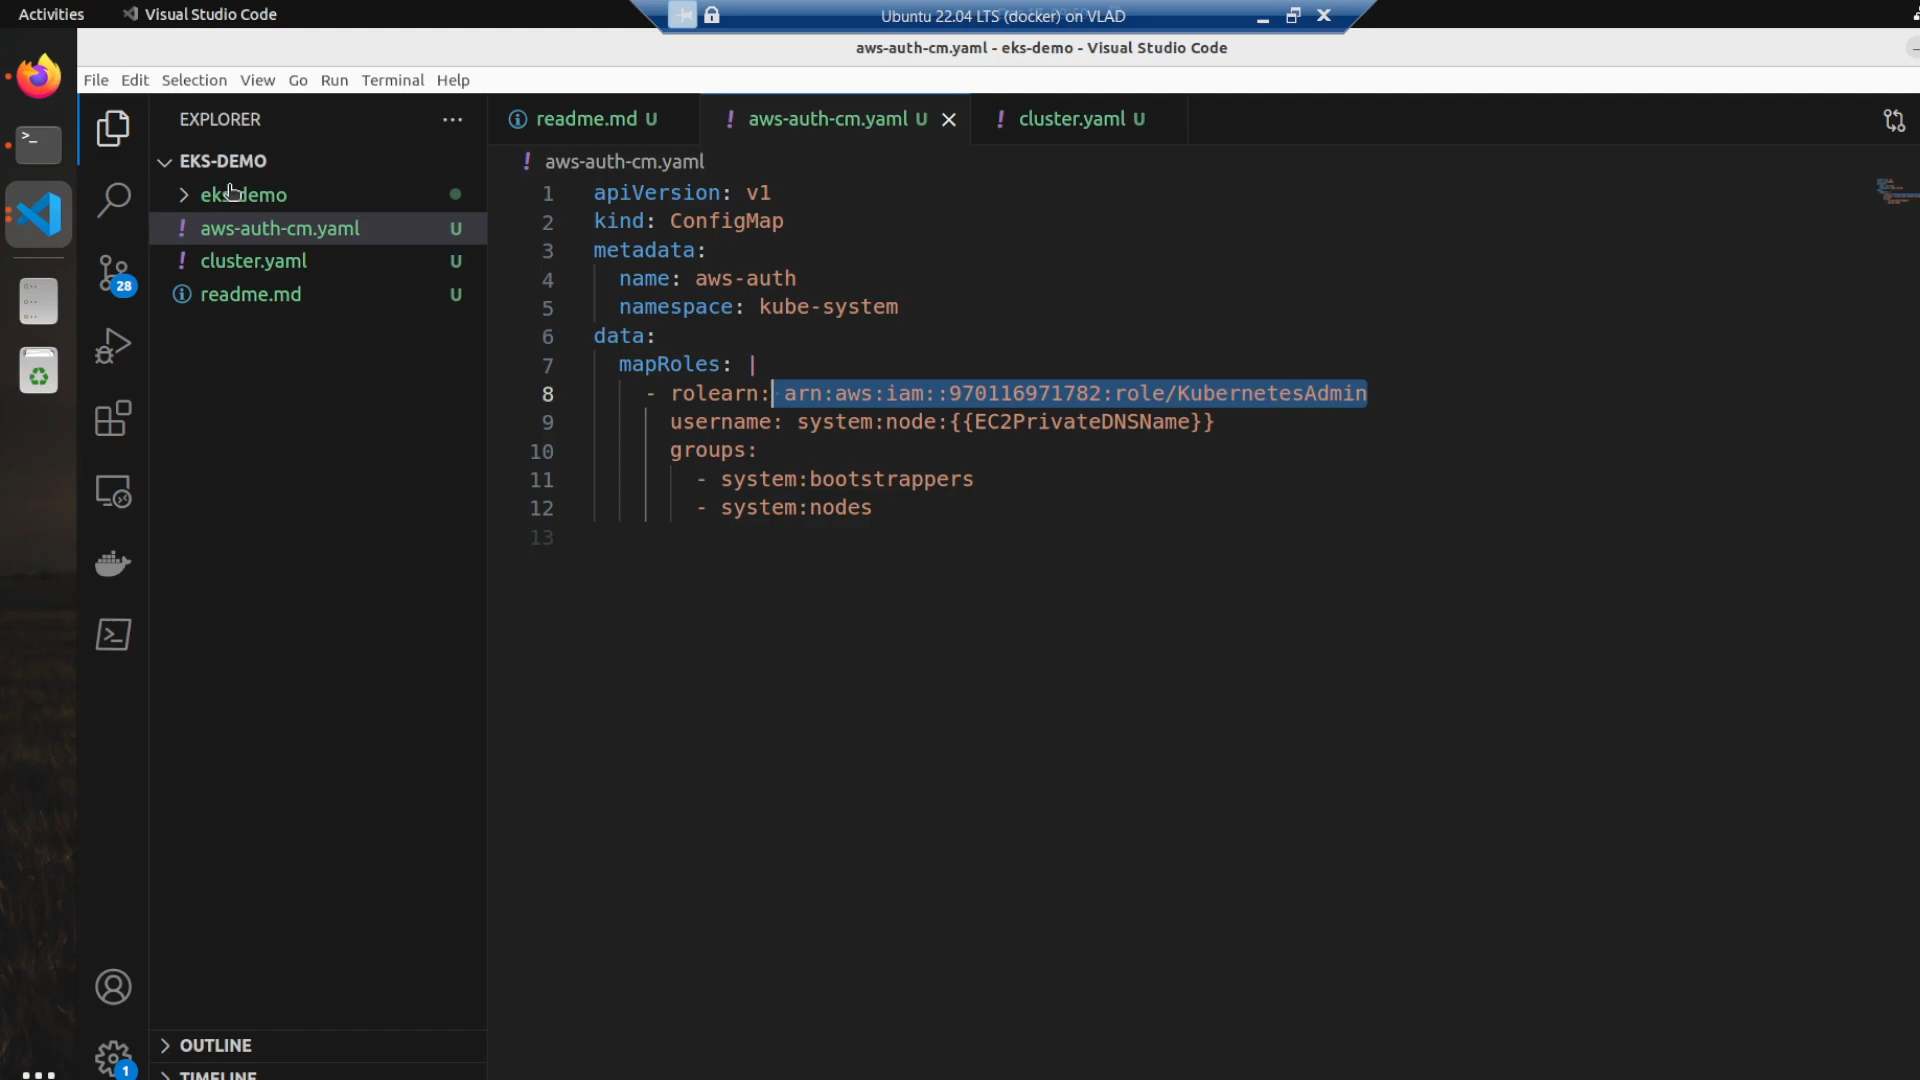 Activities
Visual Studio Code
Ubuntu 22.04 LTS (docker) on VLAD
aws-auth-cm.yaml - eks-demo - Visual Studio Code
File Edit Selection View Go Run Terminal Help
EXPLORER
readme.md U
! aws-auth-cm.yaml U
! cluster.yaml U
EKS-DEMO
eks-demo
! aws-auth-cm.yaml U
! cluster.yaml U
readme.md U
28
! aws-auth-cm.yaml
1 apiVersion: v1
2 kind: ConfigMap
3 metadata:
4 name: aws-auth
5 namespace: kube-system
6 data:
7 mapRoles: |
8 - rolearn: arn:aws:iam::970116971782:role/KubernetesAdmin
9 username: system:node:{{EC2PrivateDNSName}}
10 groups:
11 - system:bootstrappers
12 - system:nodes
13
OUTLINE
1
TIMELINE